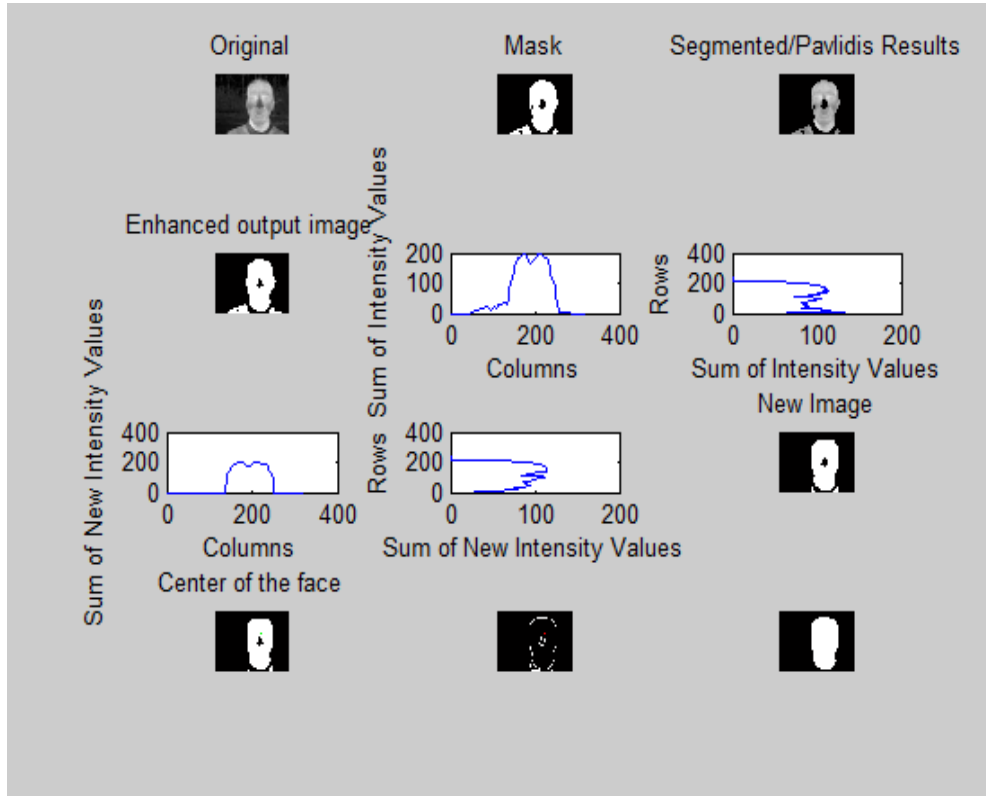 Original
Mask
Segmented/Pavlidis Results
Enhanced output image
Sum of Intensity Values
200
100
0
0
200
400
Columns
Rows
400
200
0
0
100
200
Sum of Intensity Values
Sum of New Intensity Values
400
200
0
0
200
400
Columns
Rows
400
200
0
0
100
200
Sum of New Intensity Values
New Image
Center of the face